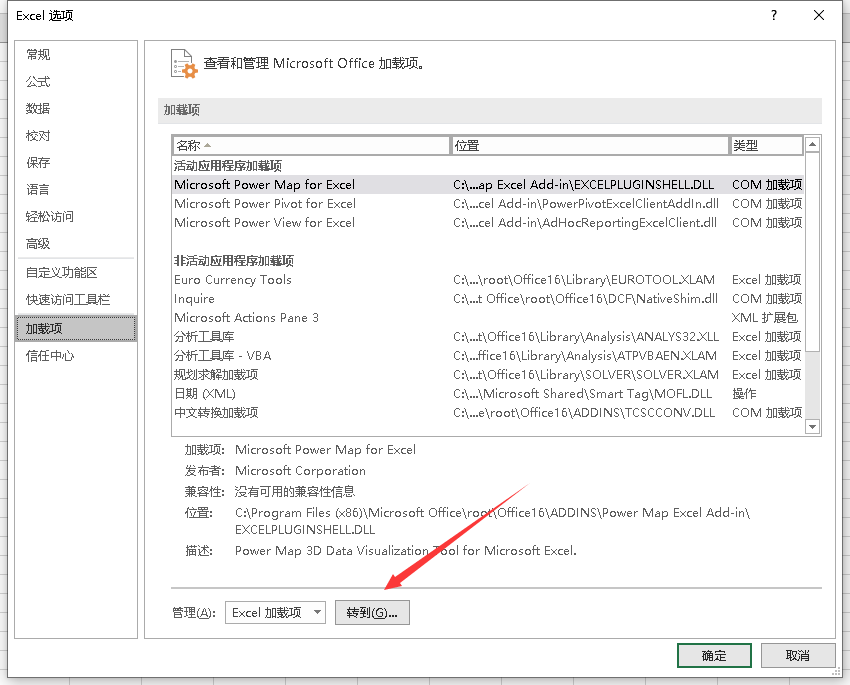 Excel 选项
?
常规
公式
数据
校对
保存
语言
轻松访问
高级
自定义功能区
快速访问工具栏
加载项
信任中心
查看和管理 Microsoft Office 加载项。
加载项
名称 位置 类型
活动应用程序加载项
Microsoft Power Map for Excel C:\...ap Excel Add-in\EXCELPLUGINSHELL.DLL COM 加载项
Microsoft Power Pivot for Excel C:\...cel Add-in\PowerPivotExcelClientAddIn.dll COM 加载项
Microsoft Power View for Excel C:\...cel Add-in\AdHocReportingExcelClient.dll COM 加载项
非活动应用程序加载项
Euro Currency Tools C:\...\root\Office16\Library\EUROTOOL.XLAM Excel 加载项
Inquire C:\...t Office\root\Office16\DCF\NativeShim.dll COM 加载项
Microsoft Actions Pane 3 XML 扩展包
分析工具库 C:\...t\Office16\Library\Analysis\ANALYS32.XLL Excel 加载项
分析工具库 - VBA C:\...ffice16\Library\Analysis\ATPVBAEN.XLAM Excel 加载项
规划求解加载项 C:\...t\Office16\Library\SOLVER\SOLVER.XLAM Excel 加载项
日期 (XML) C:\...\Microsoft Shared\Smart Tag\MOFL.DLL 操作
中文转换加载项 C:\...e\root\Office16\ADDINS\TCSCCONV.DLL COM 加载项
加载项: Microsoft Power Map for Excel
发布者: Microsoft Corporation
兼容性: 没有可用的兼容性信息
位置: C:\Program Files (x86)\Microsoft Office\root\Office16\ADDINS\Power Map Excel Add-in\
EXCELPLUGINSHELL.DLL
描述: Power Map 3D Data Visualization Tool for Microsoft Excel.
管理(A): Excel 加载项 转到(G)...
确定 取消